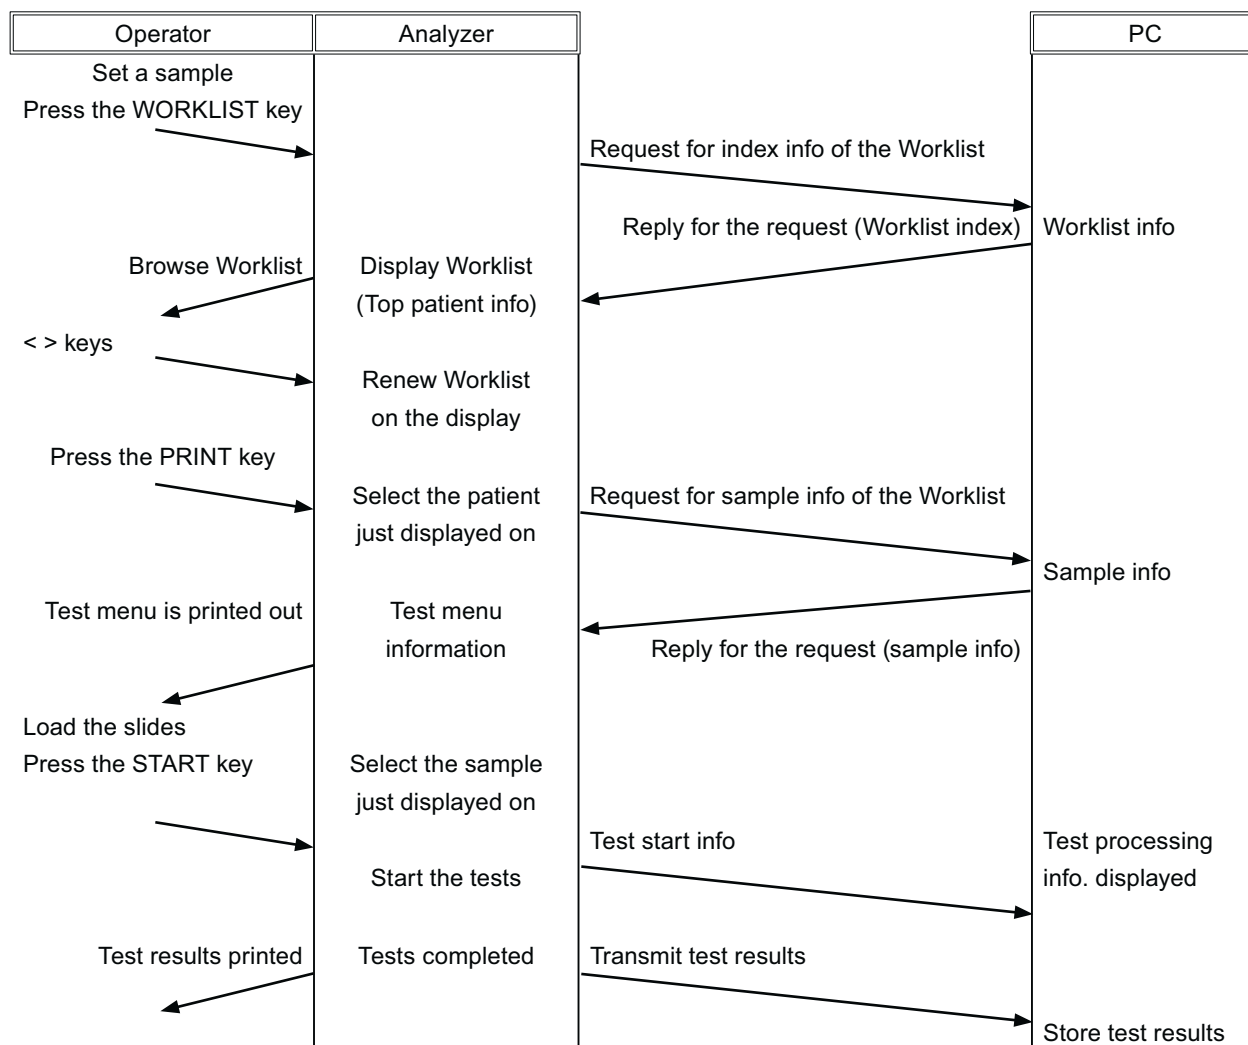 Operator
Analyzer
PC
Set a sample
Press the WORKLIST key
Request for index info of the Worklist
Reply for the request (Worklist index)
Worklist info
Browse Worklist
Display Worklist
(Top patient info)
< > keys
Renew Worklist
on the display
Press the PRINT key
Select the patient
just displayed on
Request for sample info of the Worklist
Sample info
Test menu is printed out
Test menu
information
Reply for the request (sample info)
Load the slides
Press the START key
Select the sample
just displayed on
Test start info
Test processing
info. displayed
Start the tests
Test results printed
Tests completed
Transmit test results
Store test results